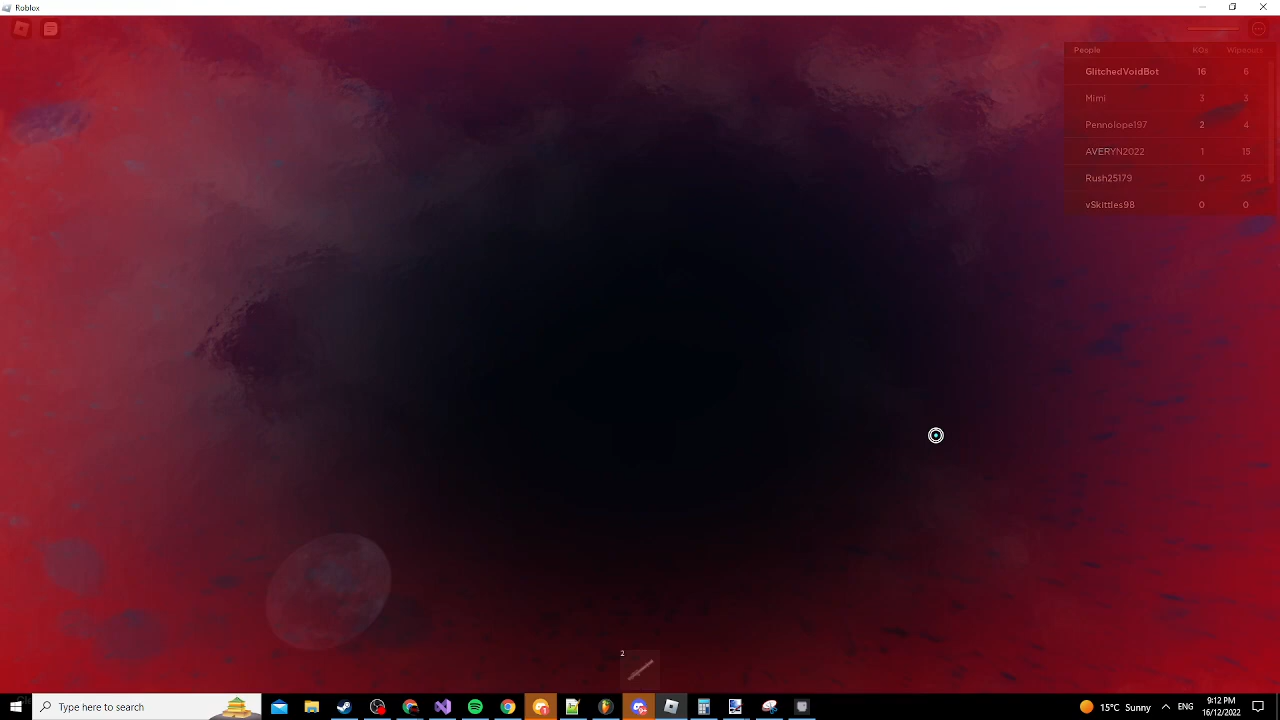 Roblox
People KOs Wipeouts
GlitchedVoidBot 16 6
Mimi 3 3
Pennolope197 2 4
AVERYN2022 1 15
Rush25179 0 25
vSkittles98 0 0
2
Type here to search
15°C Sunny
ENG
9:12 PM
16/12/2022